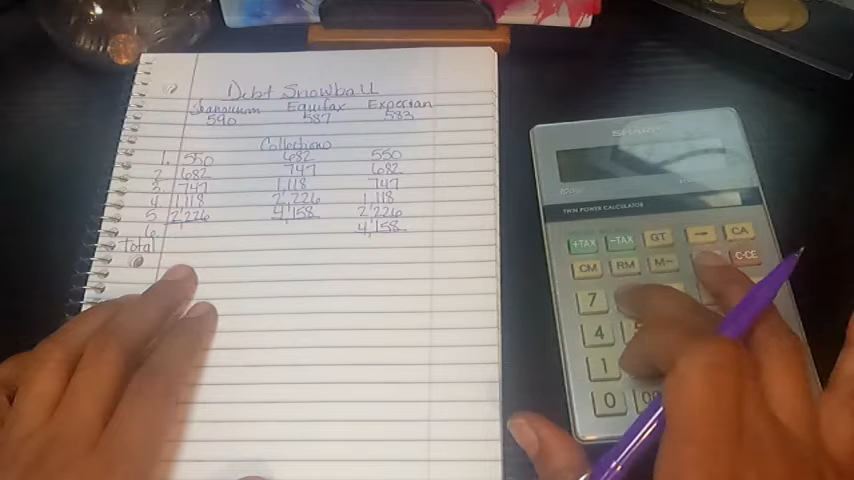 Debt Snowball
Transunion Equifax Experian
590 587 583
Collections
1. 550 682 550
2 682 747 682
3. 747 1,118 747
4. 1,118 2,226 1,118
5 2,226 4,158 2,226
6. 4,158
Total
SHARP
TWIN POWER CALCULATOR
+TAX -TAX GT → CA
CM RM M- C·CE
7
4
1
0 00